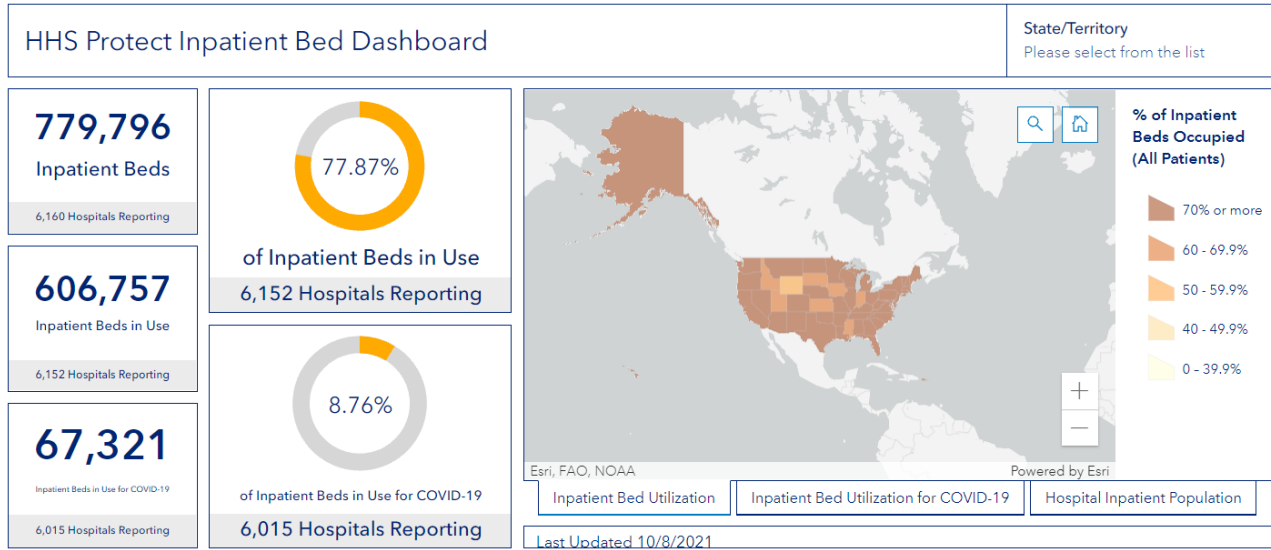 HHS Protect Inpatient Bed Dashboard
State/Territory
Please select from the list
779,796
Inpatient Beds
6,160 Hospitals Reporting
606,757
Inpatient Beds in Use
6,152 Hospitals Reporting
67,321
Inpatient Beds in Use for COVID-19
6,015 Hospitals Reporting
77.87%
of Inpatient Beds in Use
6,152 Hospitals Reporting
8.76%
of Inpatient Beds in Use for COVID-19
6,015 Hospitals Reporting
Esri, FAO, NOAA
Powered by Esri
% of Inpatient
Beds Occupied
(All Patients)
70% or more
60 - 69.9%
50 - 59.9%
40 - 49.9%
0 - 39.9%
Inpatient Bed Utilization
Inpatient Bed Utilization for COVID-19
Hospital Inpatient Population
Last Updated 10/8/2021